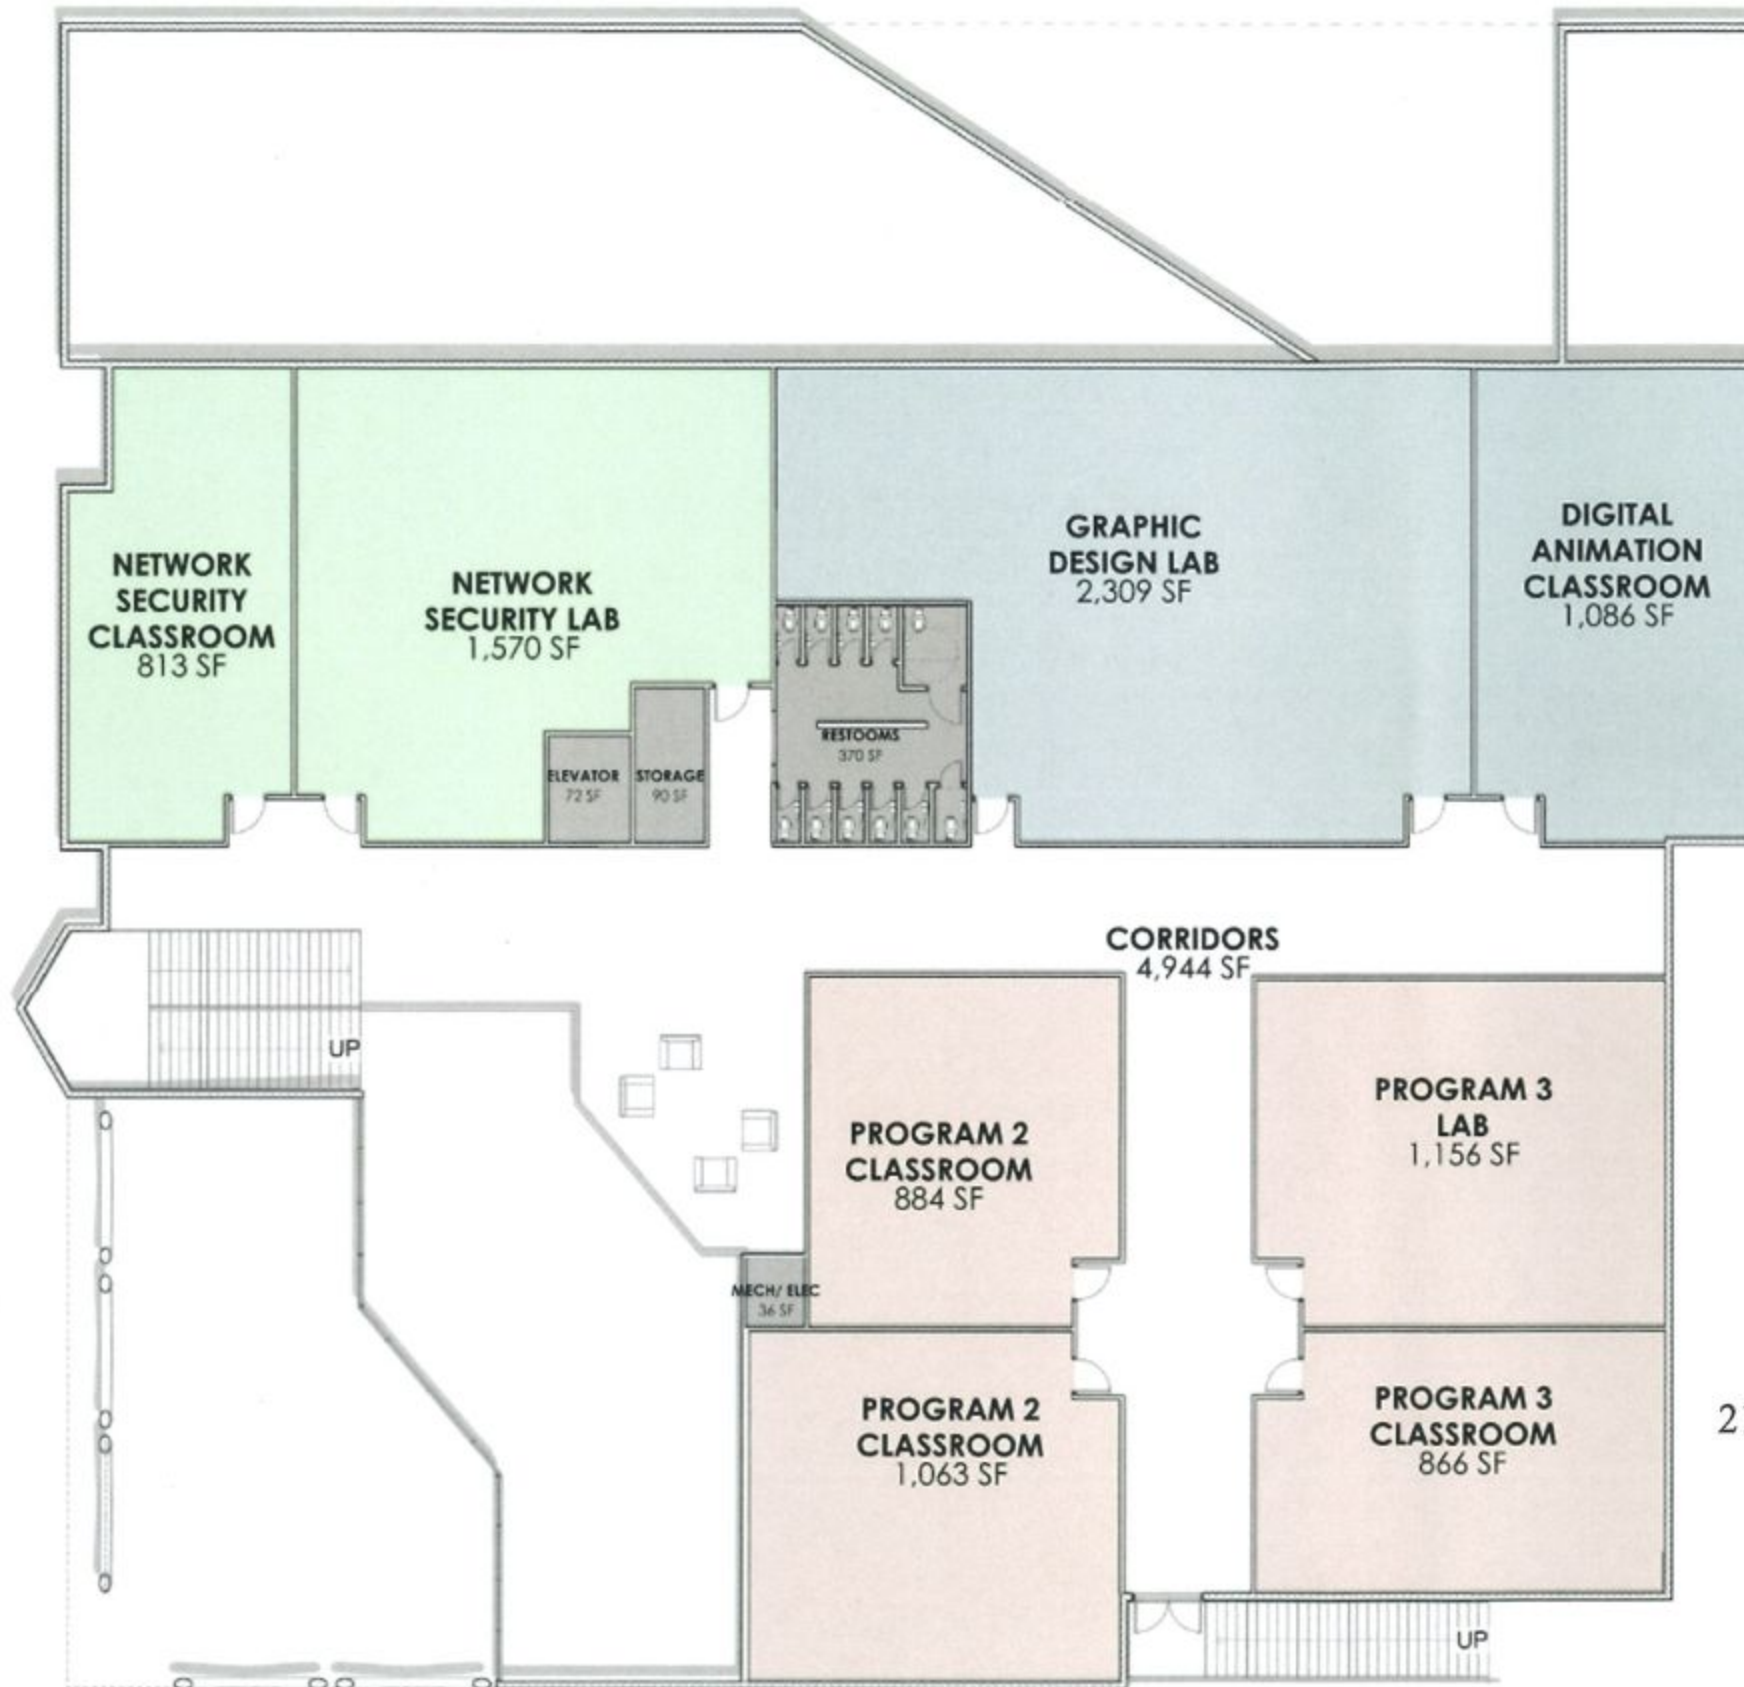 NETWORK
SECURITY
CLASSROOM
813 SF
NETWORK
SECURITY LAB
1,570 SF
GRAPHIC
DESIGN LAB
2,309 SF
DIGITAL
ANIMATION
CLASSROOM
1,086 SF
ELEVATOR
72 SF
STORAGE
90 SF
RESTOOMS
370 SF
CORRIDORS
4,944 SF
UP
PROGRAM 2
CLASSROOM
884 SF
PROGRAM 3
LAB
1,156 SF
MECH/ ELEC
36 SF
PROGRAM 2
CLASSROOM
1,063 SF
PROGRAM 3
CLASSROOM
866 SF
UP